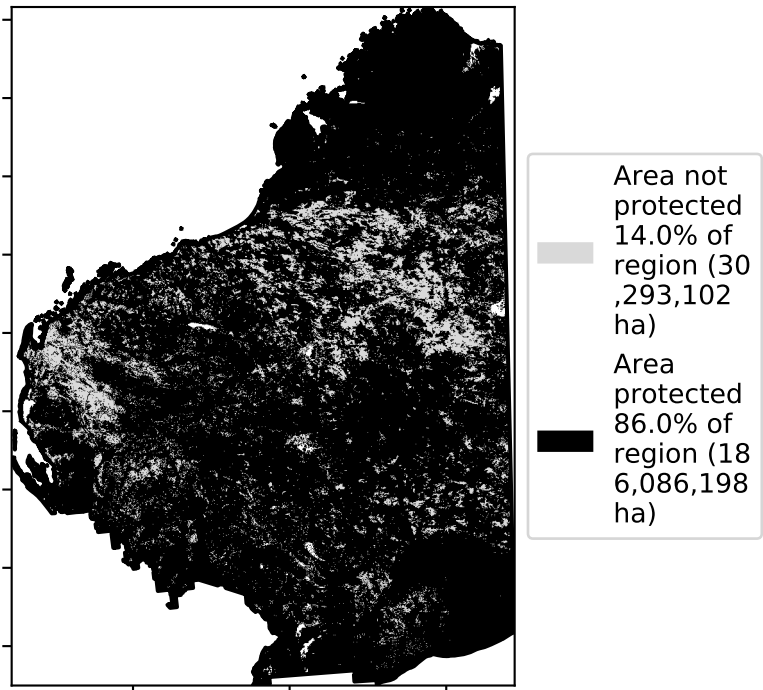 Area not
protected
14.0% of
region (30
,293,102
ha)
Area
protected
86.0% of
region (18
6,086,198
ha)